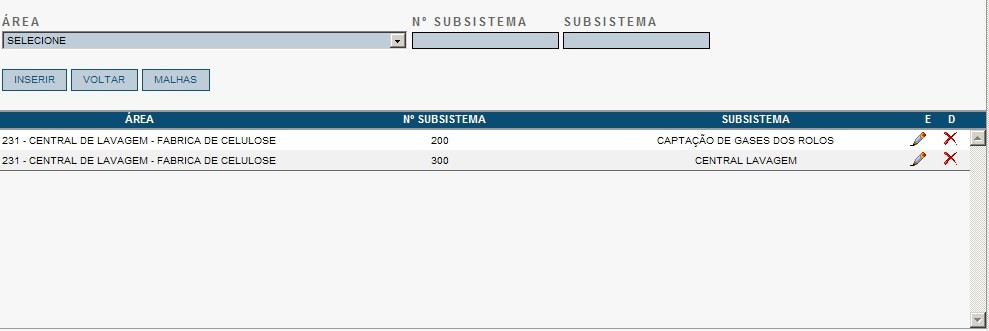 ÁREA Nº SUBSISTEMA SUBSISTEMA
SELECIONE
INSERIR VOLTAR MALHAS
ÁREA Nº SUBSISTEMA SUBSISTEMA E D
231 - CENTRAL DE LAVAGEM - FABRICA DE CELULOSE 200 CAPTAÇÃO DE GASES DOS ROLOS
231 - CENTRAL DE LAVAGEM - FABRICA DE CELULOSE 300 CENTRAL LAVAGEM